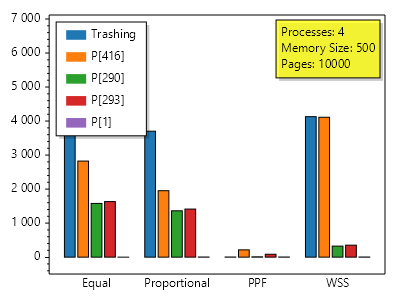 7 000
6 000
5 000
4 000
3 000
2 000
1 000
0
Trashing
P[416]
P[290]
P[293]
P[1]
Processes: 4
Memory Size: 500
Pages: 10000
Equal
Proportional
PPF
WSS